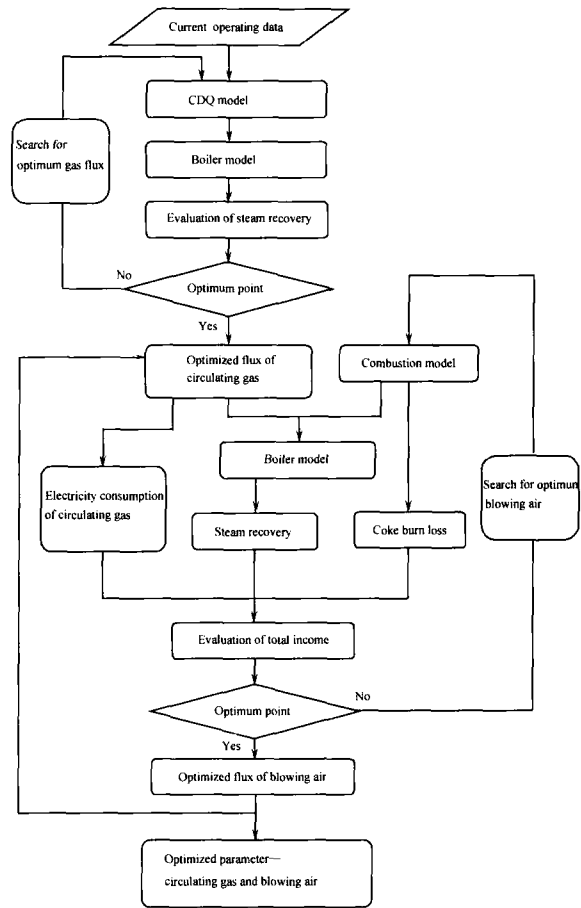 Current operating data
CDQ model
Search for
optimum gas flux
Boiler model
Evaluation of steam recovery
No
Optimum point
Yes
Optimized flux of
circulating gas
Combustion model
Boiler model
Electricity consumption
of circulating gas
Search for optimun
blowing air
Steam recovery
Coke burn loss
Evaluation of total income
No
Optimum point
Yes
Optimized flux of blowing air
Optimized parameter—
circulating gas and blowing air